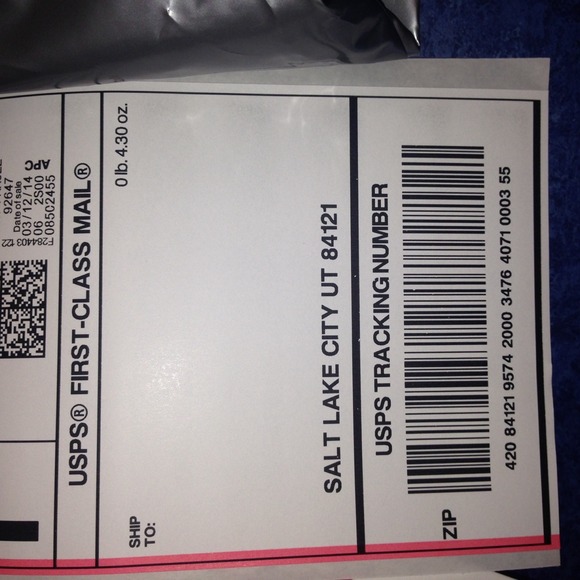 92647
Date of sale
03/12/14
06 2S00
08502455
APC
USPS® FIRST-CLASS MAIL®
0 lb. 4.30 oz.
SHIP
TO:
SALT LAKE CITY UT 84121
USPS TRACKING NUMBER
ZIP
420 84121 9574 2000 3476 4071 0003 55